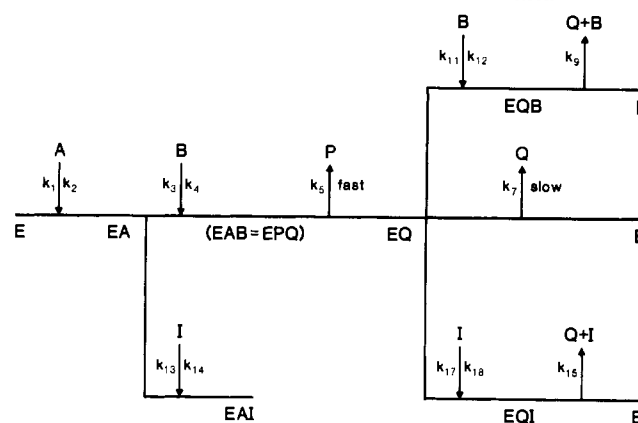 B Q+B
k11 k12 k9
EQB
A B P Q
k1 k2 k3 k4 k5 fast k7 slow
E EA (EAB=EPQ) EQ E
I I Q+I
k13 k14 k17 k18 k15
EAI EQI E